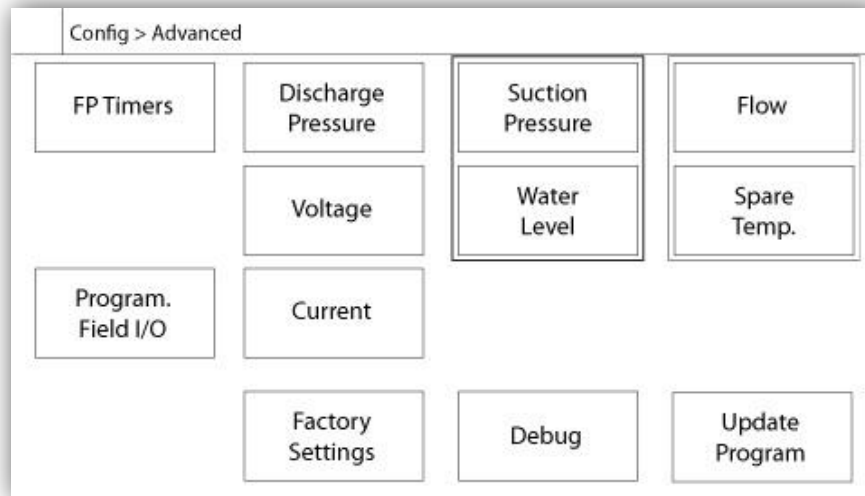 Config > Advanced
FP Timers
Discharge
Pressure
Suction
Pressure
Flow
Voltage
Water
Level
Spare
Temp.
Program.
Field I/O
Current
Factory
Settings
Debug
Update
Program